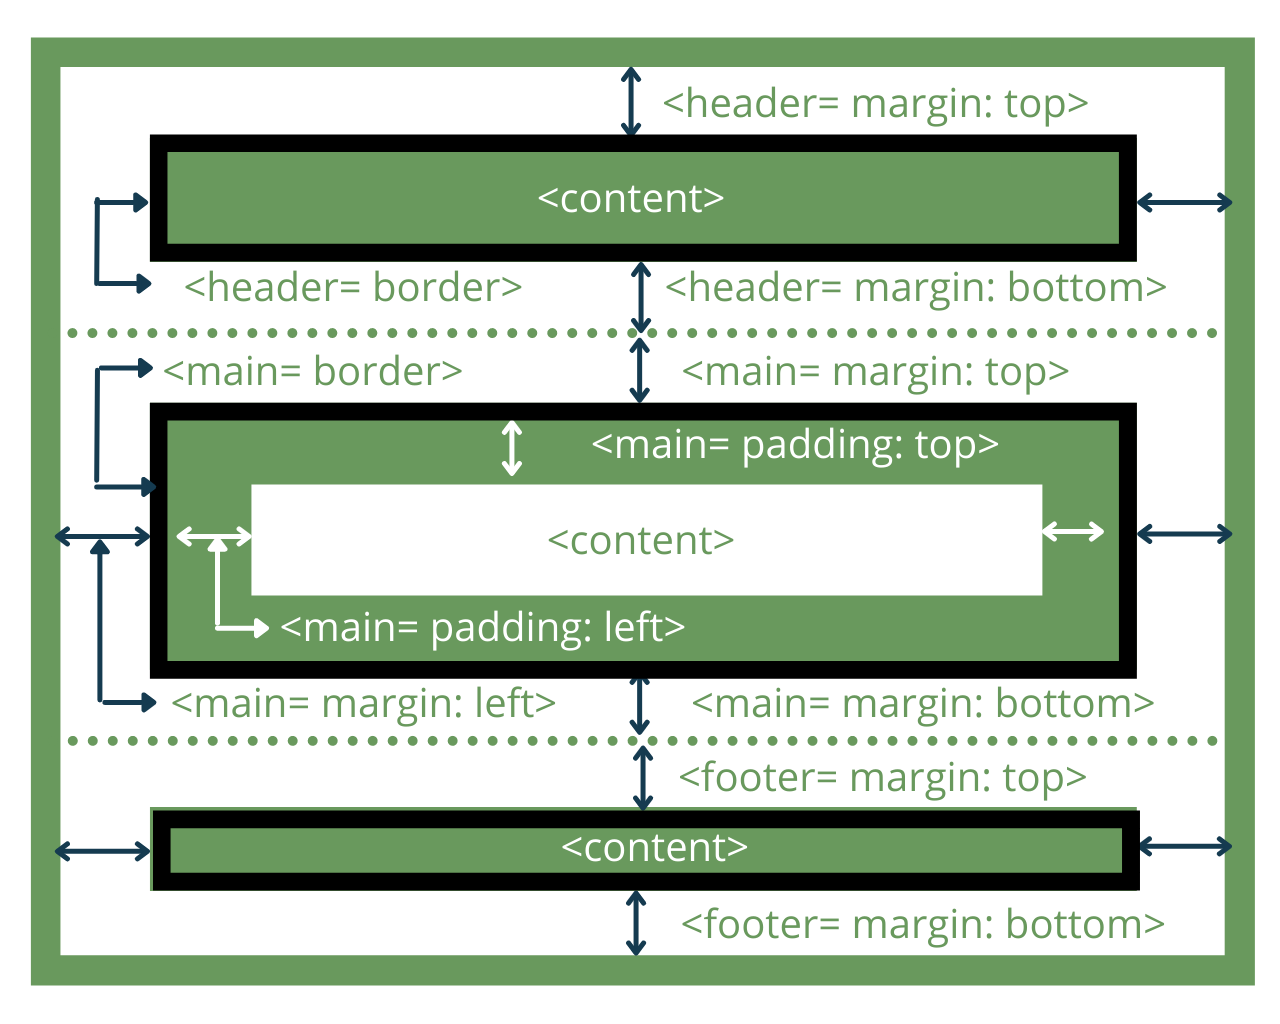 <header= margin: top>
<content>
<header= border>
<header= margin: bottom>
<main= border>
<main= margin: top>
<main= padding: top>
<content>
<main= padding: left>
<main= margin: left>
<main= margin: bottom>
<footer= margin: top>
<content>
<footer= margin: bottom>